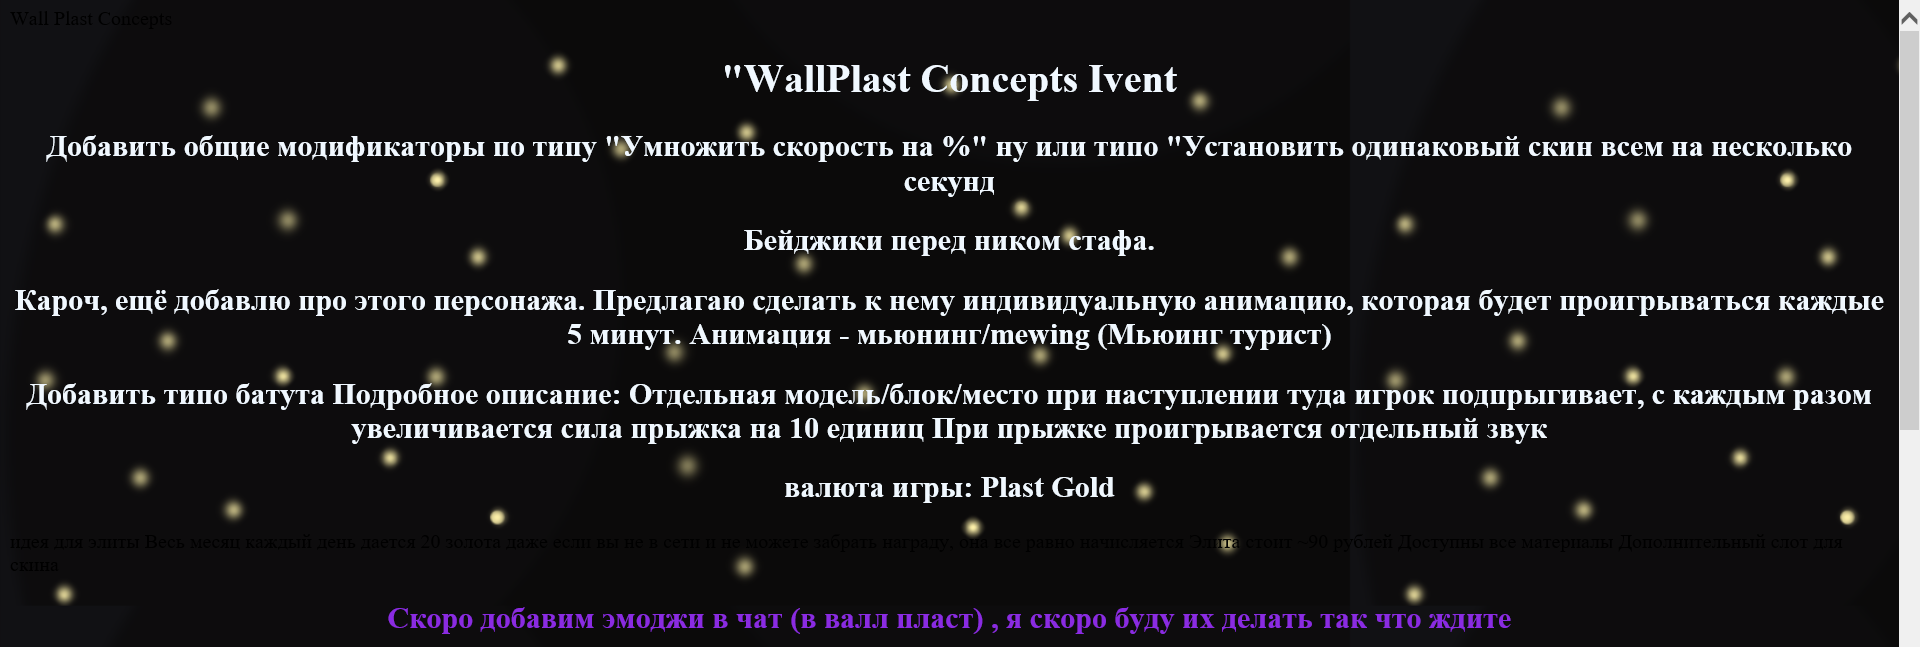 Wall Plast Concepts
"WallPlast Concepts Ivent
Добавить общие модификаторы по типу "Умножить скорость на %" ну или типо "Установить одинаковый скин всем на несколько
секунд
Бейджики перед ником стафа.
Кароч, ещё добавлю про этого персонажа. Предлагаю сделать к нему индивидуальную анимацию, которая будет проигрываться каждые
5 минут. Анимация - мьюнинг/mewing (Мьюинг турист)
Добавить типо батута Подробное описание: Отдельная модель/блок/место при наступлении туда игрок подпрыгивает, с каждым разом
увеличивается сила прыжка на 10 единиц При прыжке проигрывается отдельный звук
валюта игры: Plast Gold
идея для элиты Весь месяц каждый день дается 20 золота даже если вы не в сети и не можете забрать награду, она все равно начисляется Элита стоит ~90 рублей Доступны все материалы Дополнительный слот для
скина
Скоро добавим эмоджи в чат (в валл пласт) , я скоро буду их делать так что ждите